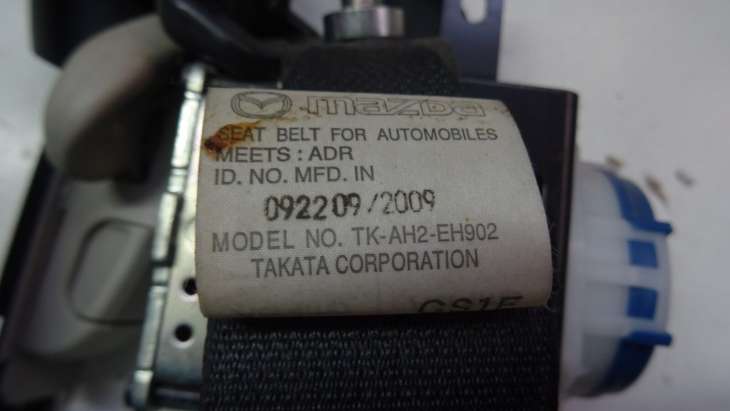 mazda
SEAT BELT FOR AUTOMOBILES
MEETS : ADR
ID. NO. MFD. IN
092209/2009
MODEL NO. TK-AH2-EH902
TAKATA CORPORATION